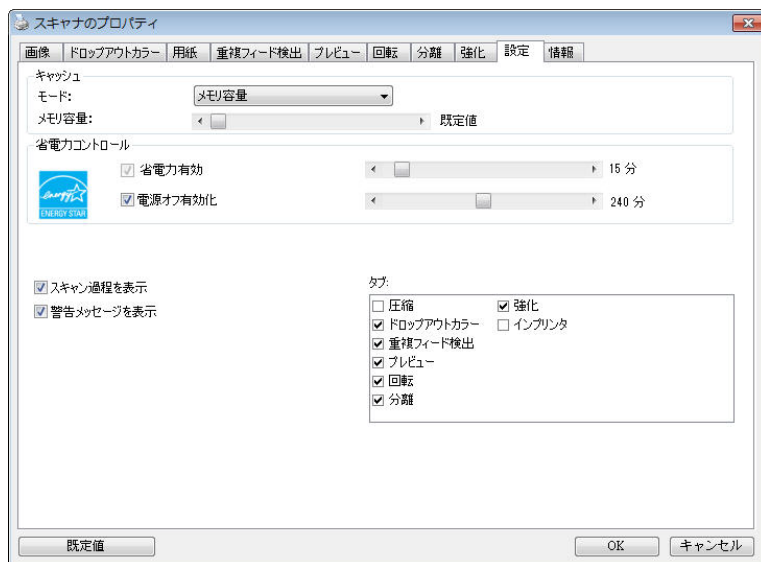 スキャナのプロパティ
画像 ドロップアウトカラー 用紙 重複フィード検出 プレビュー 回転 分離 強化 設定 情報
キャッシュ
モード: メモリ容量
メモリ容量: 既定値
省電力コントロール
省電力有効 15 分
電源オフ有効化 240 分
energy
ENERGY STAR
スキャン過程を表示
警告メッセージを表示
タブ:
圧縮 強化
ドロップアウトカラー インプリンタ
重複フィード検出
プレビュー
回転
分離
既定値 OK キャンセル